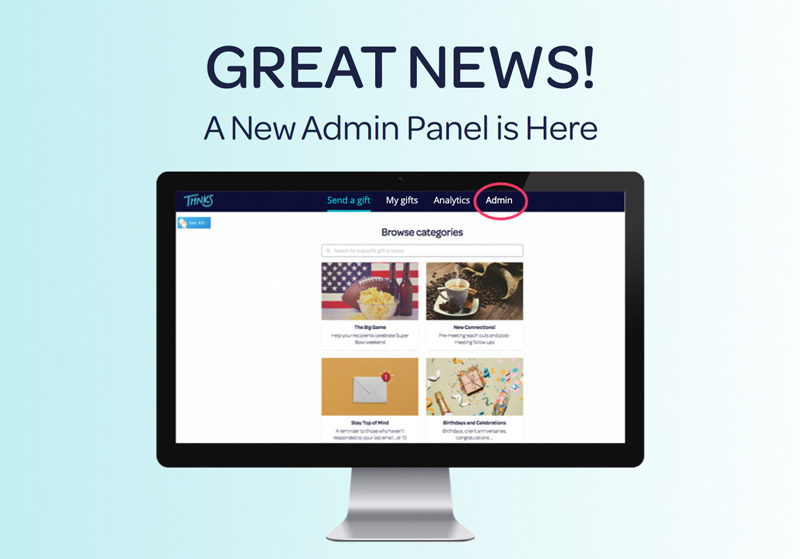 GREAT NEWS!
A New Admin Panel is Here
THNKS
Send a gift My gifts Analytics Admin
Browse categories
Search for a specific gift or brand
1
The Big Game
Help your recipients celebrate Super
Bowl weekend!
New Connections!
Pre-meeting reach outs and post-
meeting follow ups
Stay Top of Mind
A reminder to those who haven't
responded to your last email...or 12
Birthdays and Celebrations
Birthdays, client anniversaries,
congratulations...